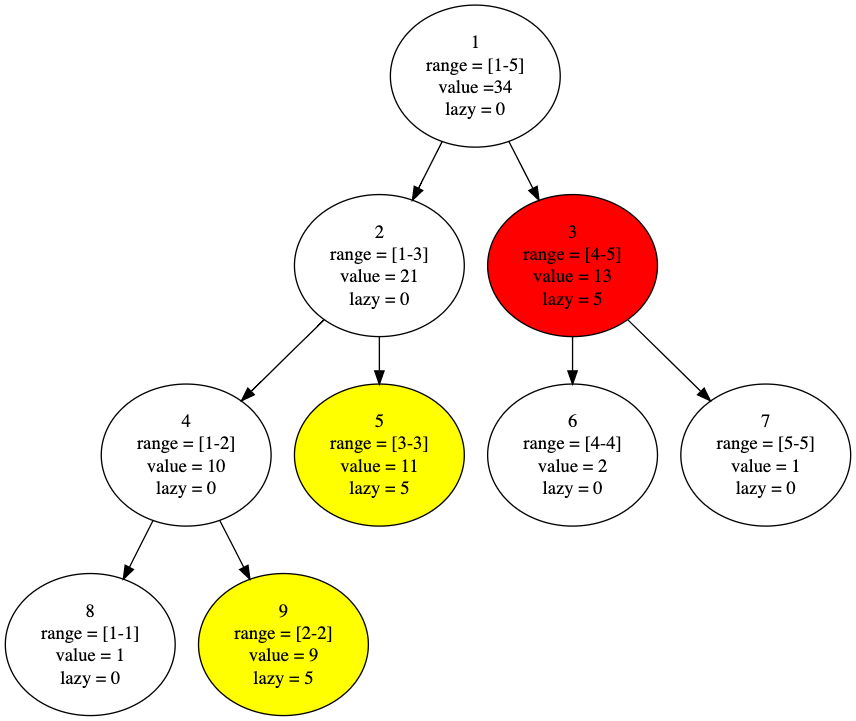 1
range = [1-5]
value =34
lazy = 0
2
range = [1-3]
value = 21
lazy = 0
3
range = [4-5]
value = 13
lazy = 5
4
range = [1-2]
value = 10
lazy = 0
5
range = [3-3]
value = 11
lazy = 5
6
range = [4-4]
value = 2
lazy = 0
7
range = [5-5]
value = 1
lazy = 0
8
range = [1-1]
value = 1
lazy = 0
9
range = [2-2]
value = 9
lazy = 5